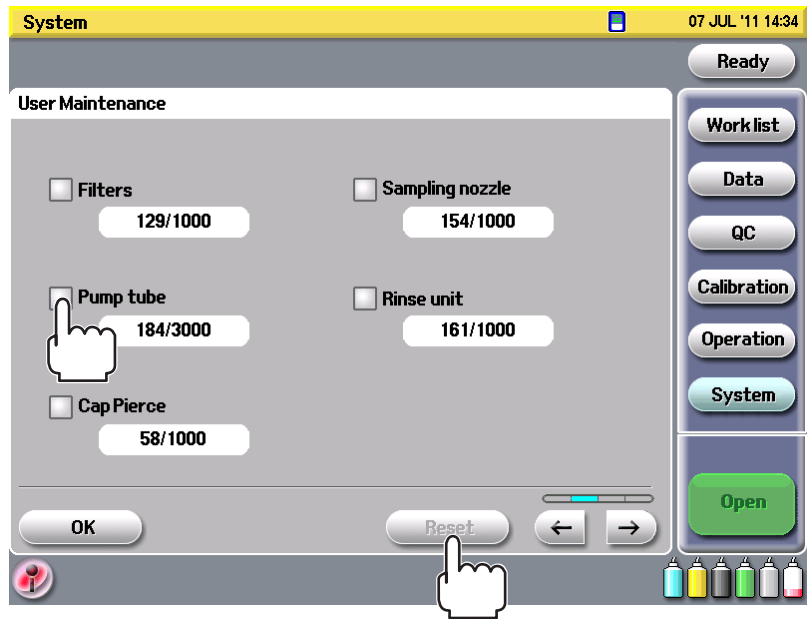 System
07 JUL '11 14:34
Ready
User Maintenance
Filters
129/1000
Sampling nozzle
154/1000
Pump tube
184/3000
Rinse unit
161/1000
Cap Pierce
58/1000
OK
Reset
Work list
Data
QC
Calibration
Operation
System
Open